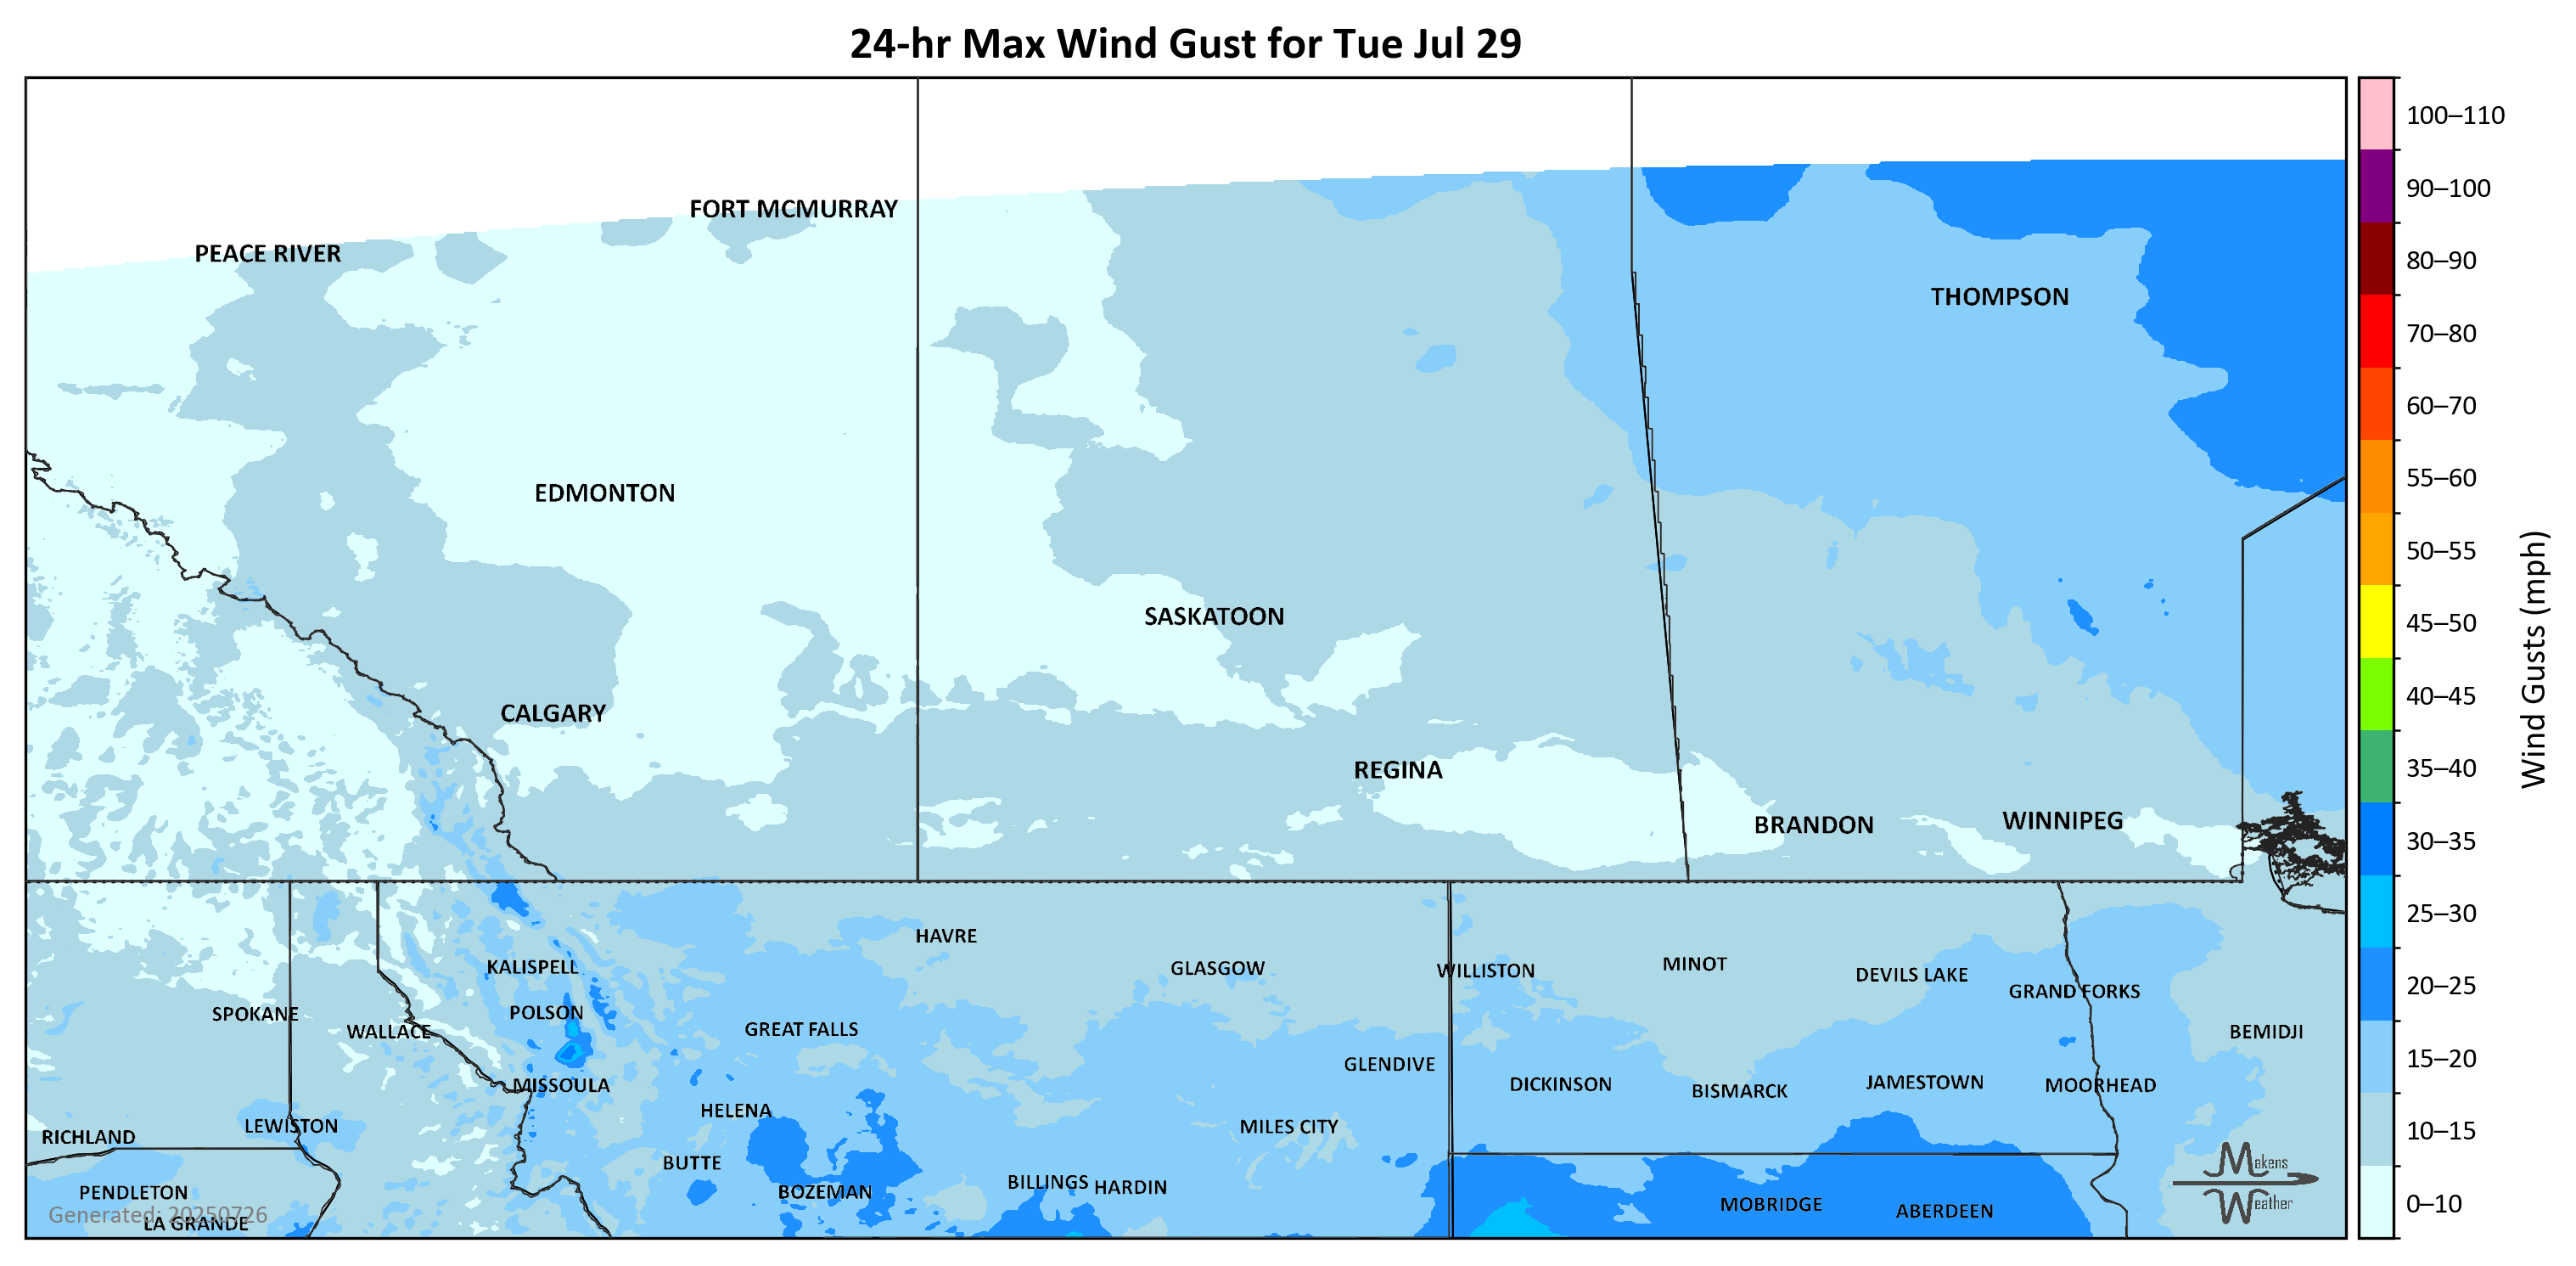 24-hr Max Wind Gust for Tue Jul 29
100–110
90–100
80–90
70–80
60–70
55–60
50–55
45–50
40–45
35–40
30–35
25–30
20–25
15–20
10–15
0–10
Wind Gusts (mph)
FORT MCMURRAY
PEACE RIVER
THOMPSON
EDMONTON
SASKATOON
CALGARY
REGINA
BRANDON
WINNIPEG
HAVRE
KALISPELL
GLASGOW
WILLISTON
MINOT
DEVILS LAKE
GRAND FORKS
SPOKANE
POLSON
WALLACE
GREAT FALLS
BEMIDJI
GLENDIVE
MISSOULA
DICKINSON
BISMARCK
JAMESTOWN
MOORHEAD
HELENA
LEWISTON
MILES CITY
RICHLAND
BUTTE
BILLINGS
HARDIN
PENDLETON
BOZEMAN
MOBRIDGE
ABERDEEN
Generated: 20250726
LA GRANDE
Makens
Weather